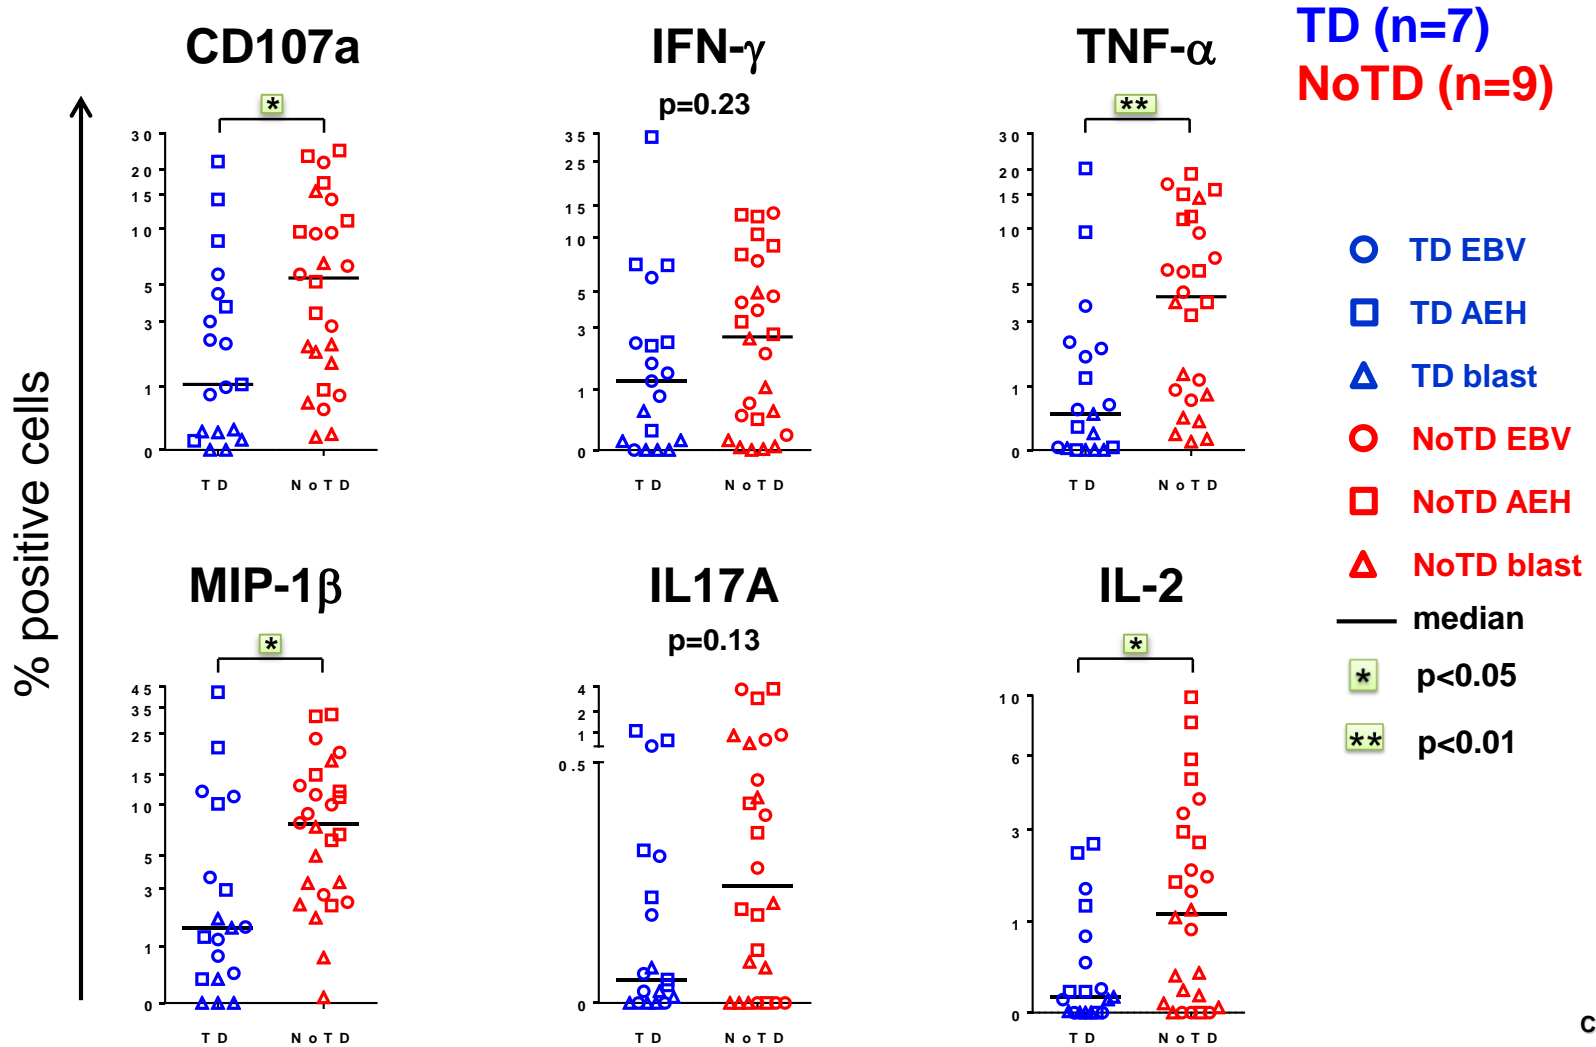 TD (n=7)
NoTD (n=9)
% positive cells
CD107a
*
30
20
15
10
5
3
1
0
TD
NoTD
IFN-γ
p=0.23
35
25
15
10
5
3
1
0
TD
NoTD
TNF-α
**
30
20
15
10
5
3
1
0
TD
NoTD
MIP-1β
*
45
35
25
15
10
5
3
1
0
TD
NoTD
IL17A
p=0.13
4
2
1
0.5
0
TD
NoTD
IL-2
*
10
6
3
1
0
TD
NoTD
TD EBV
TD AEH
TD blast
NoTD EBV
NoTD AEH
NoTD blast
median
* p<0.05
** p<0.01
c